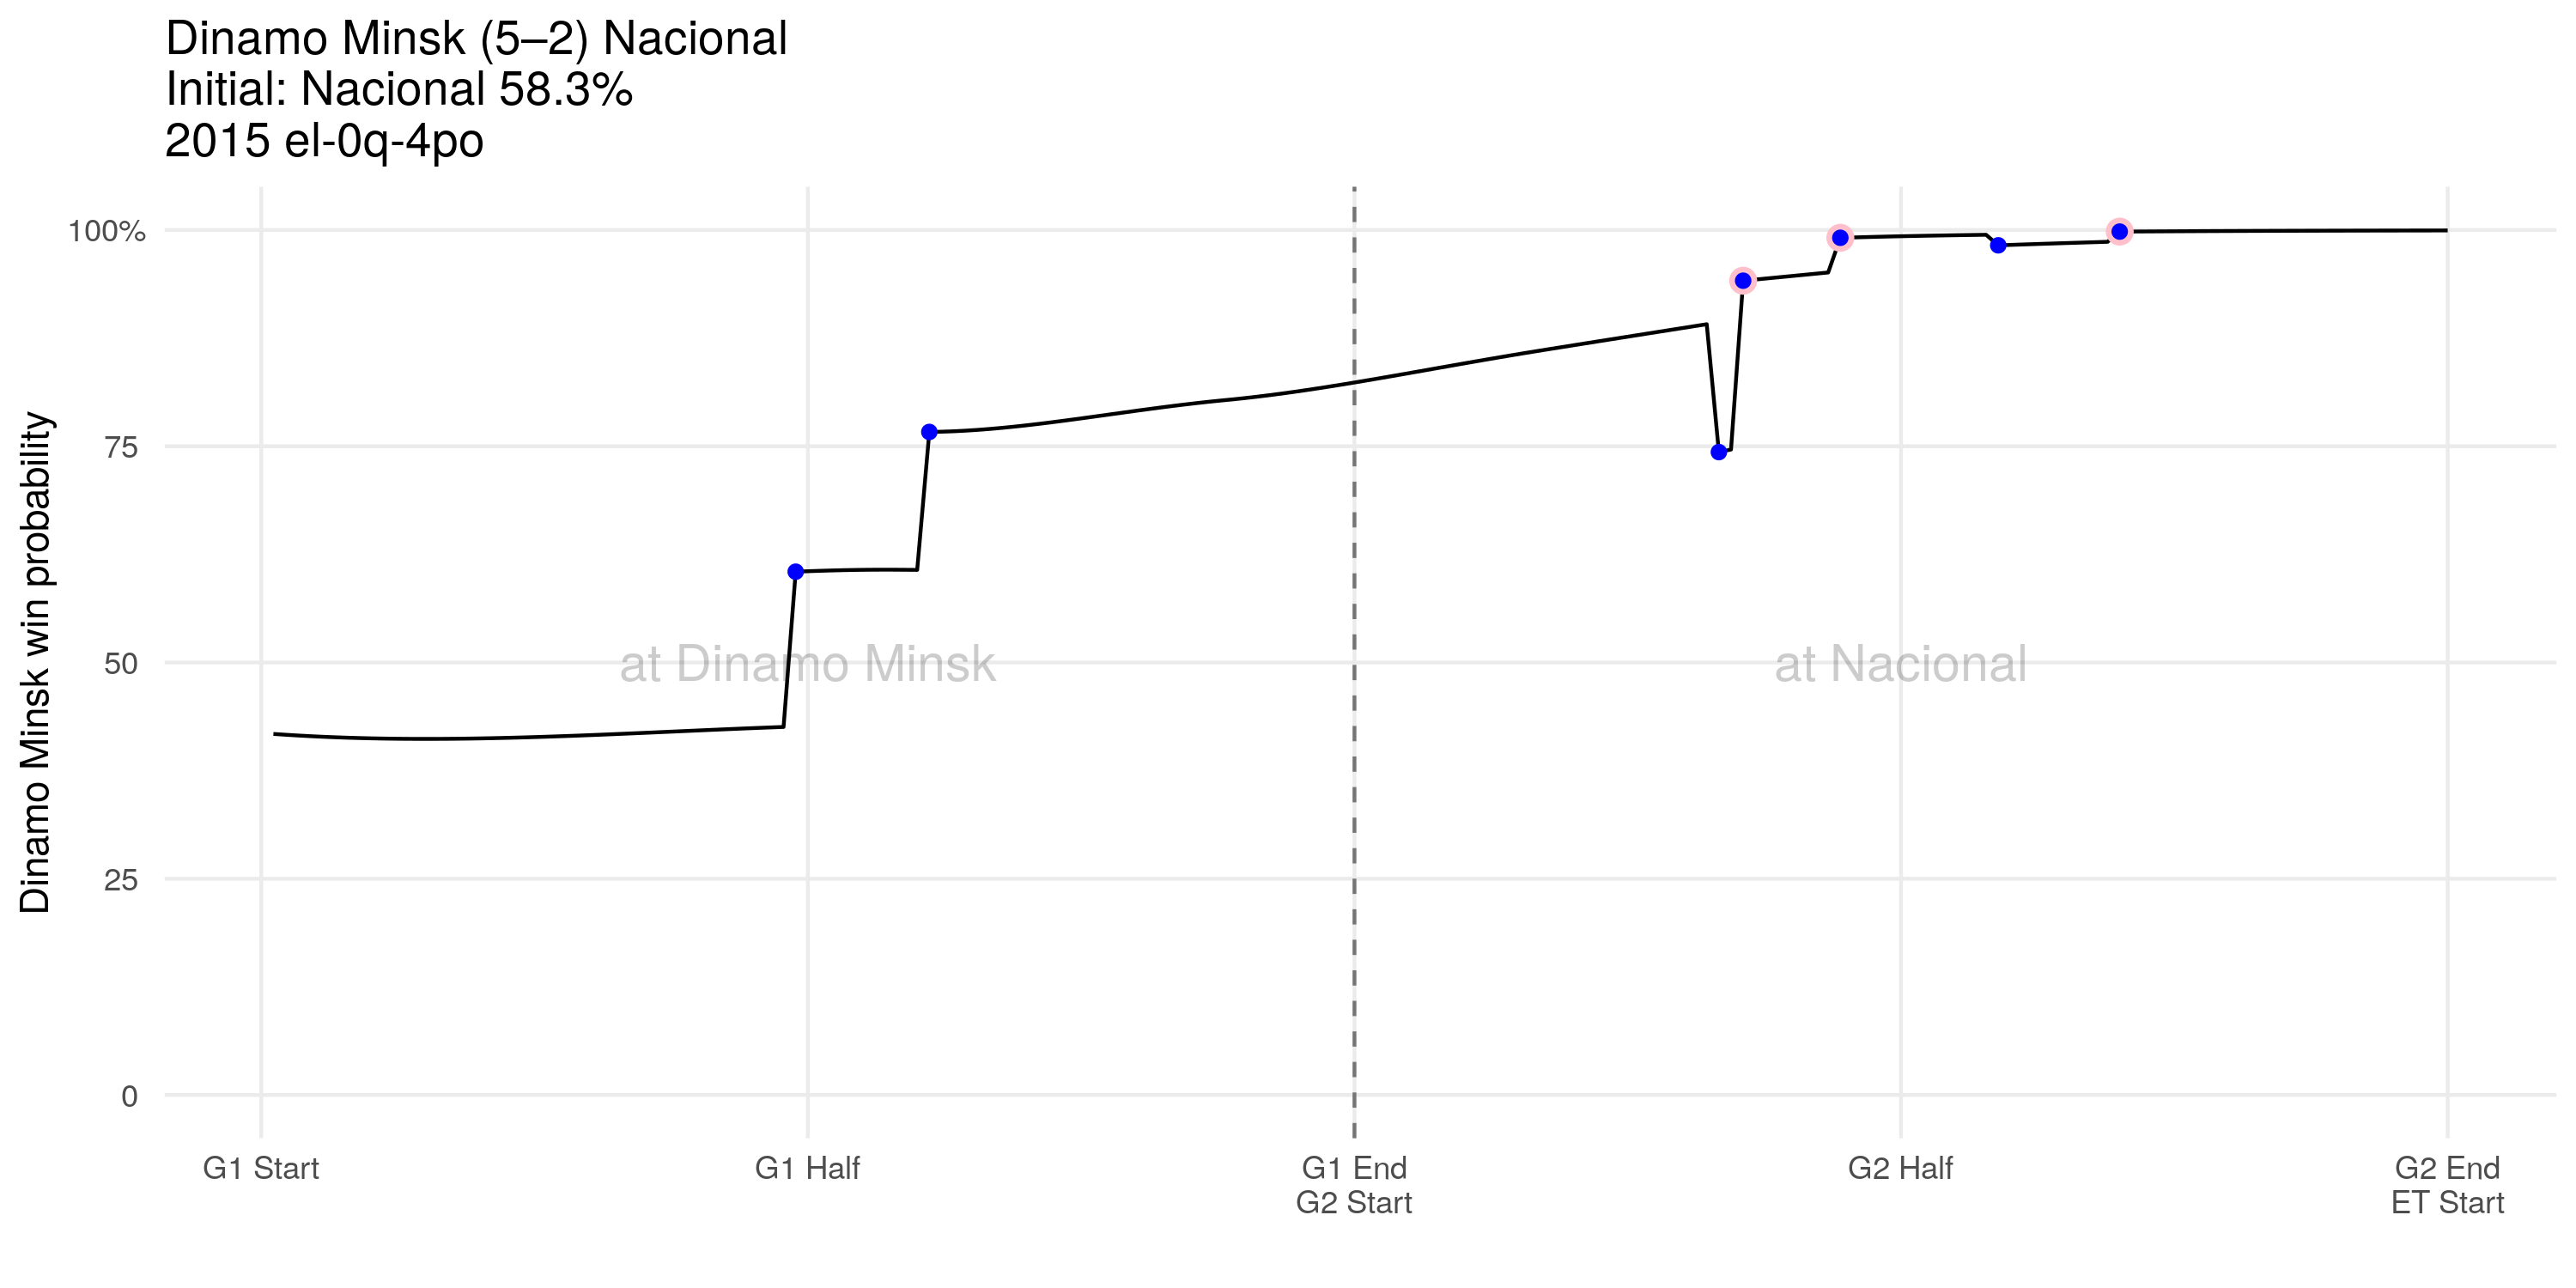 Dinamo Minsk (5–2) Nacional
Initial: Nacional 58.3%
2015 el-0q-4po
Dinamo Minsk win probability
100%
75
50
25
0
at Dinamo Minsk
at Nacional
G1 Start
G1 Half
G1 End
G2 Start
G2 Half
G2 End
ET Start